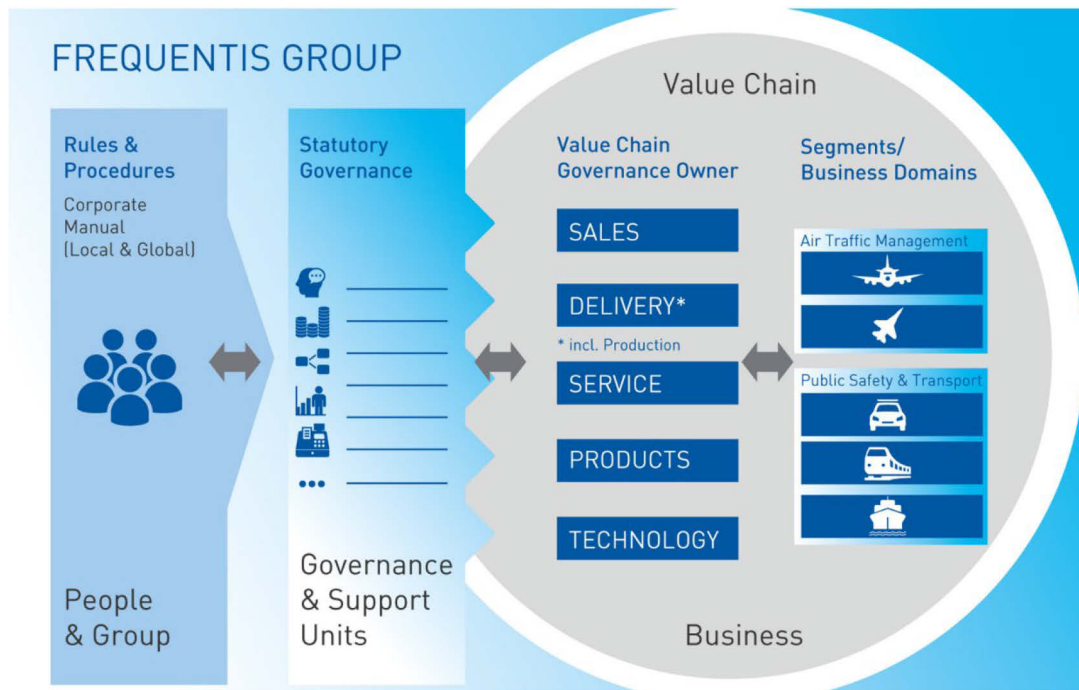 FREQUENTIS GROUP
Rules &
Procedures
Corporate
Manual
(Local & Global)
People
& Group
Statutory
Governance
Governance
& Support
Units
Value Chain
Value Chain
Governance Owner
SALES
DELIVERY*
* incl. Production
SERVICE
PRODUCTS
TECHNOLOGY
Segments/
Business Domains
Air Traffic Management
Public Safety & Transport
Business